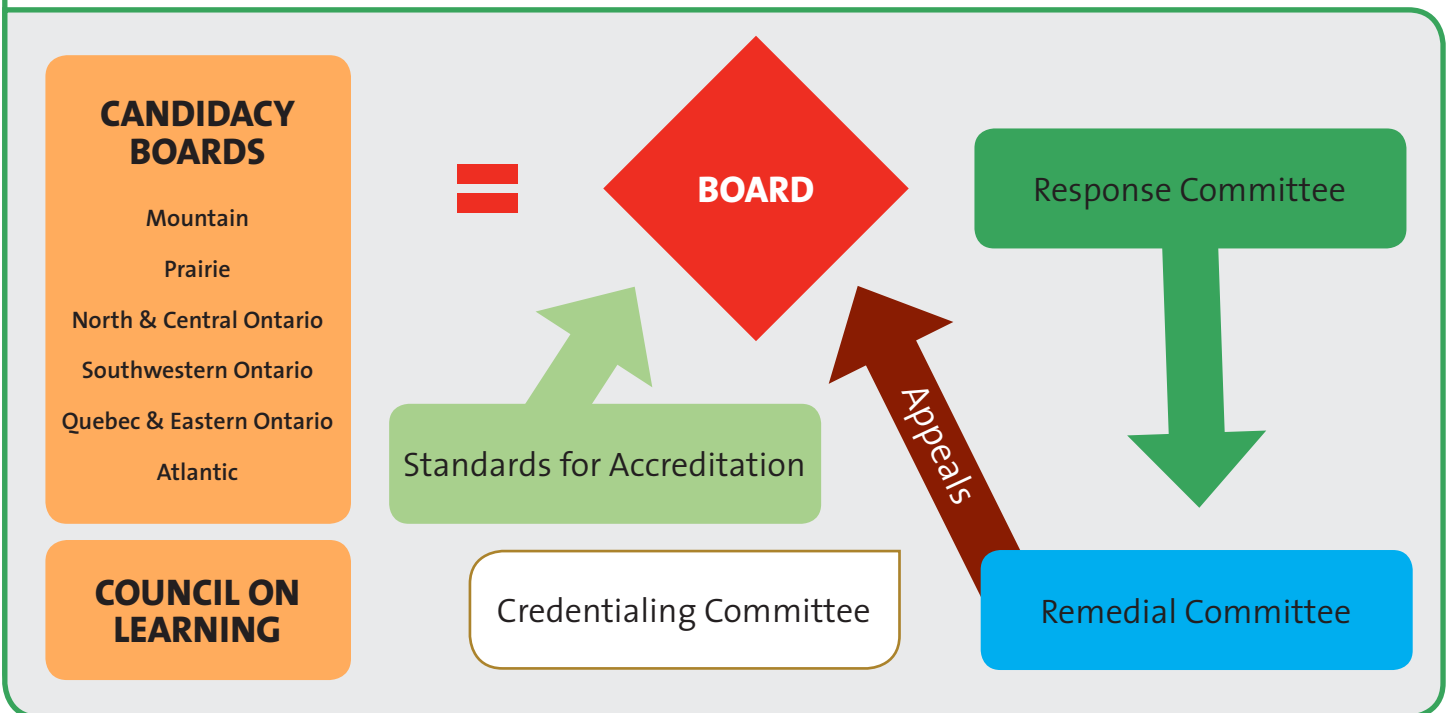 CANDIDACY
BOARDS
Mountain
Prairie
North & Central Ontario
Southwestern Ontario
Quebec & Eastern Ontario
Atlantic
COUNCIL ON
LEARNING
=
BOARD
Response Committee
Standards for Accreditation
Appeals
Credentialing Committee
Remedial Committee